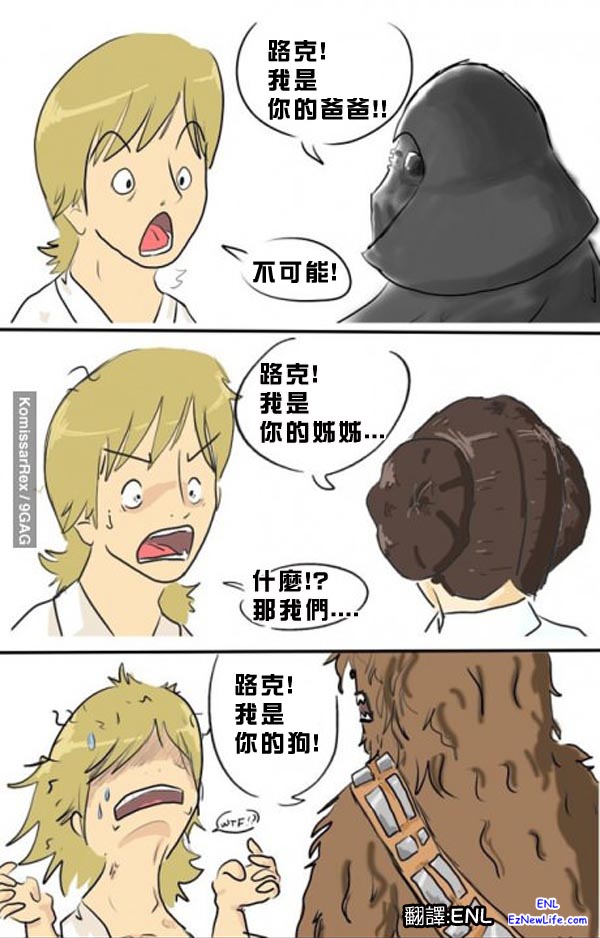 路克!
我是
你的爸爸!!
不可能!
路克!
我是
你的姊姊...
什麼!?
那我們....
KomissarRex / 9GAG
路克!
我是
你的狗!
WTF!?
翻譯:ENL
ENL
EzNewLife.com